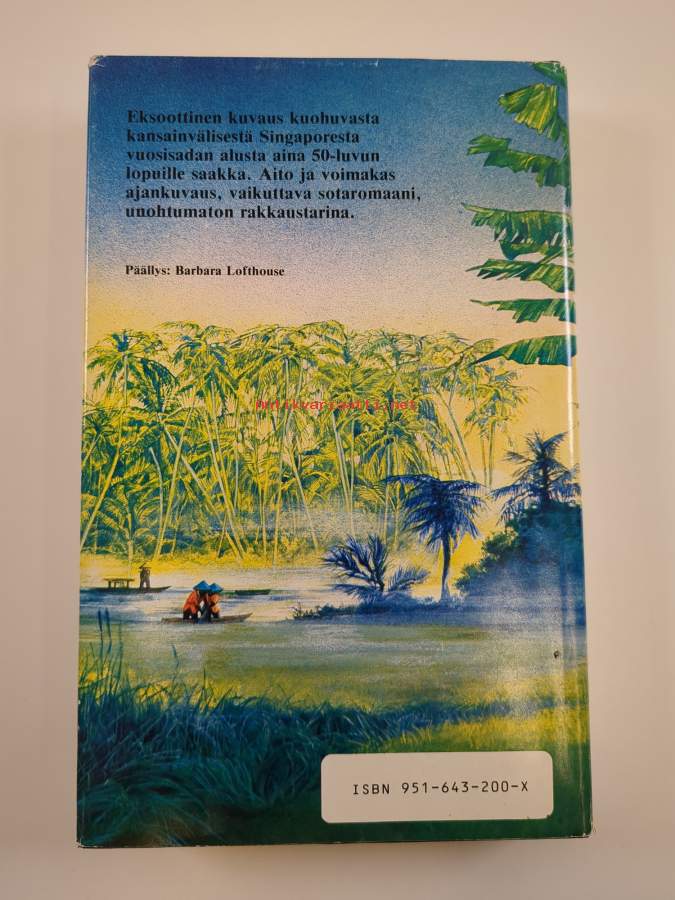 Eksoottinen kuvaus kuohuvasta
kansainvälisestä Singaporesta
vuosisadan alusta aina 50-luvun
lopuille saakka. Aito ja voimakas
ajankuvaus, vaikuttava sotaromaani,
unohtumaton rakkaustarina.
Päällys: Barbara Lofthouse
Antikvariaatti.net
ISBN 951-643-200-X